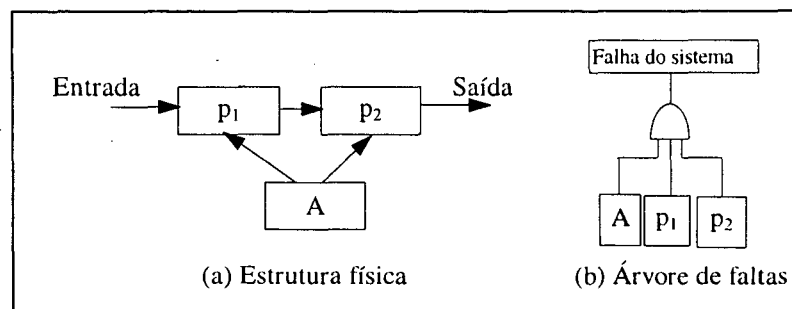 Falha do sistema
Entrada
Saída
p₁
p₂
A
A
p₁
p₂
(a) Estrutura física
(b) Árvore de faltas